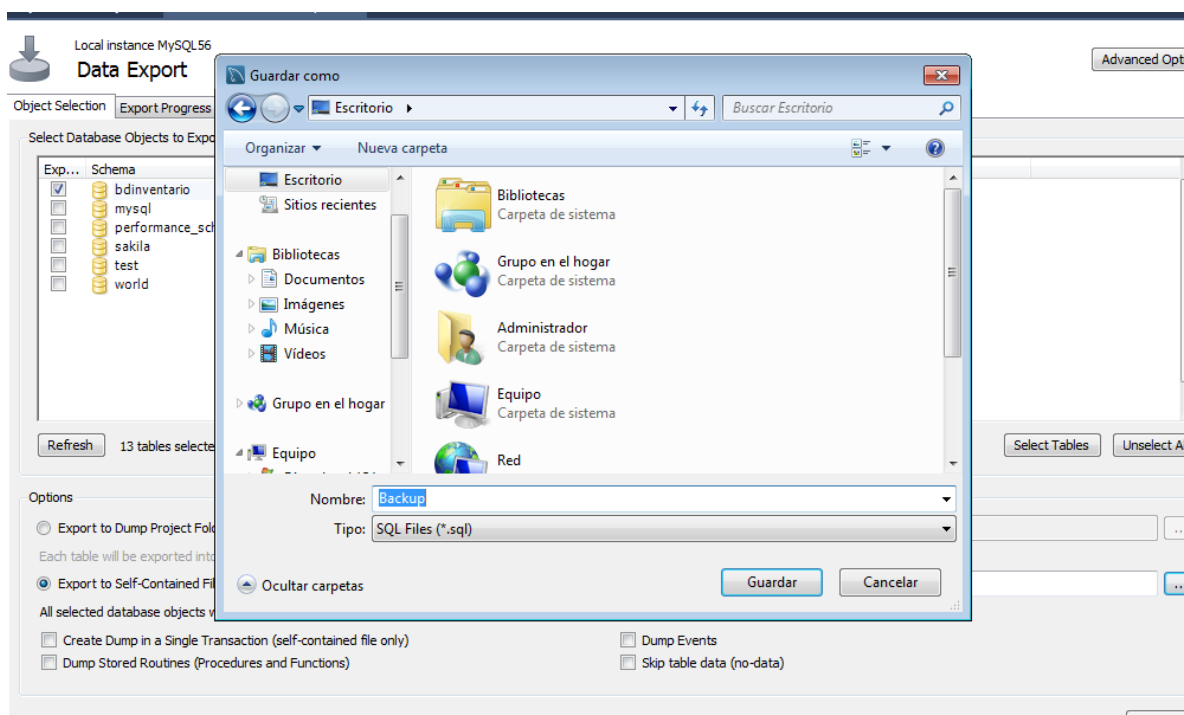 Local instance MySQL56
Data Export
Advanced Opt
Object Selection
Export Progress
Select Database Objects to Expo
Exp... Schema
bdinventario
mysql
performance_sch
sakila
test
world
Refresh
13 tables selecte
Select Tables
Unselect A
Options
Export to Dump Project Fold
Each table will be exported into
Export to Self-Contained Fil
All selected database objects w
Create Dump in a Single Transaction (self-contained file only)
Dump Events
Dump Stored Routines (Procedures and Functions)
Skip table data (no-data)
Guardar como
Escritorio
Buscar Escritorio
Organizar
Nueva carpeta
Escritorio
Sitios recientes
Bibliotecas
Documentos
Imágenes
Música
Vídeos
Grupo en el hogar
Equipo
Bibliotecas
Carpeta de sistema
Grupo en el hogar
Carpeta de sistema
Administrador
Carpeta de sistema
Equipo
Carpeta de sistema
Red
Nombre: Backup
Tipo: SQL Files (*.sql)
Ocultar carpetas
Guardar
Cancelar